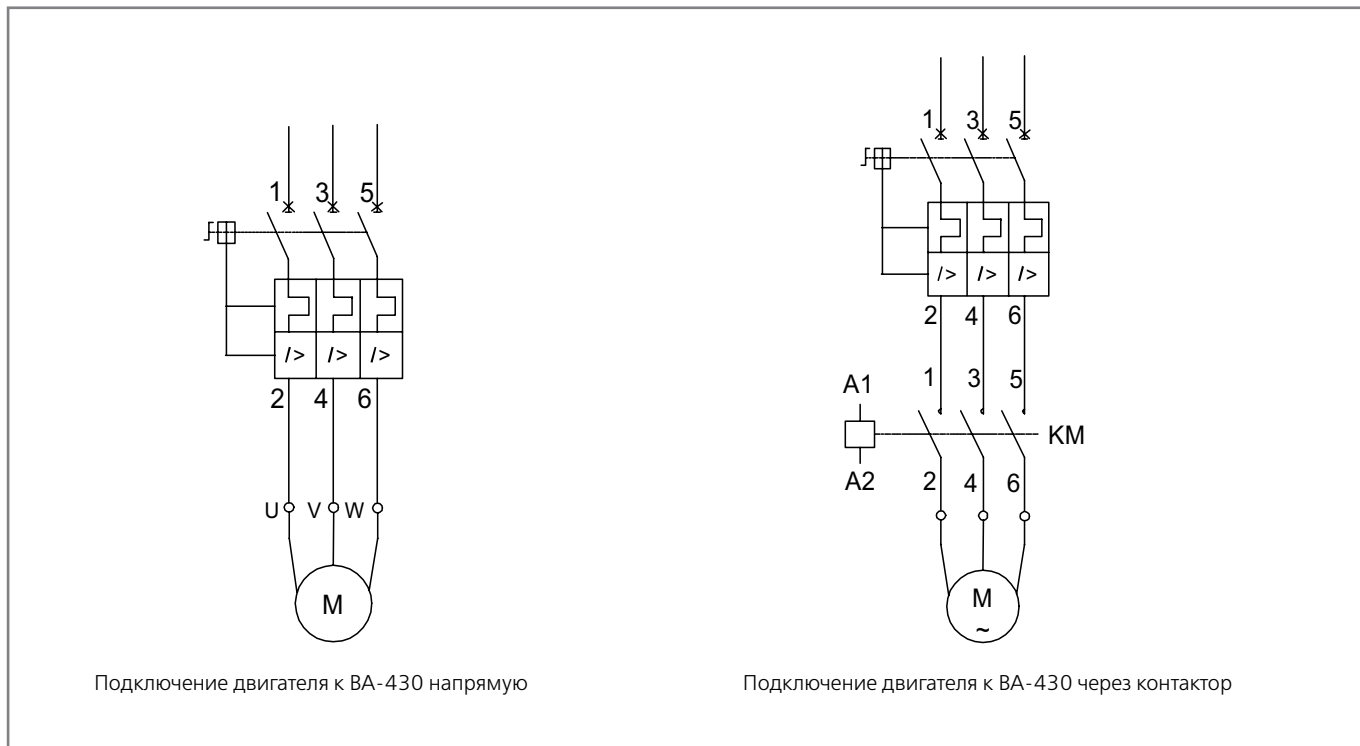 1 3 5
I> I> I>
2 4 6
U V W
M
Подключение двигателя к ВА-430 напрямую
1 3 5
I> I> I>
2 4 6
1 3 5
A1
KM
A2
2 4 6
M
~
Подключение двигателя к ВА-430 через контактор